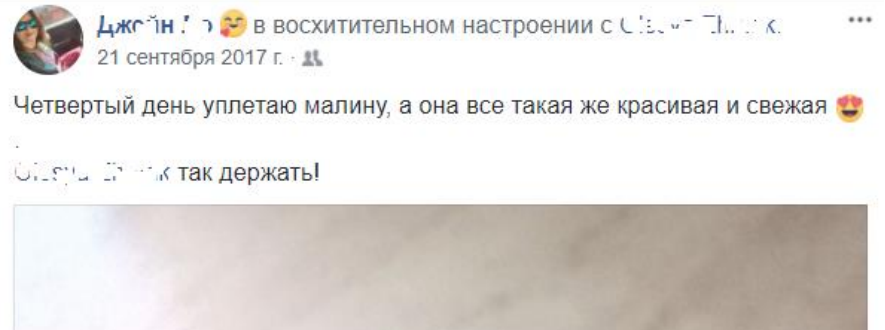 🥰 в восхитительном настроении с
21 сентября 2017 г. ·
Четвертый день уплетаю малину, а она все такая же красивая и свежая 😍
.
так держать!